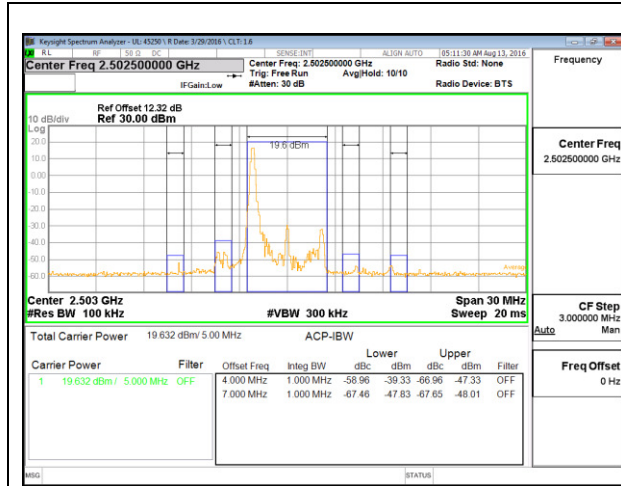 Keysight Spectrum Analyzer - UL: 45250 \ R Date: 3/29/2016 \ CLT: 1.6
RL RF 50 Ω DC SENSE:INT ALIGN AUTO 05:11:30 AM Aug 13, 2016
Center Freq 2.502500000 GHz
Center Freq: 2.502500000 GHz Radio Std: None
Trig: Free Run Avg|Hold: 10/10
IFGain:Low #Atten: 30 dB Radio Device: BTS
Frequency
Ref Offset 12.32 dB
10 dB/div Ref 30.00 dBm
Log
20.0
10.0
0.00
-10.0
-20.0
-30.0
-40.0
-50.0
-60.0
19.6 dBm
Average
Center 2.503 GHz Span 30 MHz
#Res BW 100 kHz #VBW 300 kHz Sweep 20 ms
Center Freq
2.502500000 GHz
CF Step
3.000000 MHz
Auto Man
Freq Offset
0 Hz
Total Carrier Power 19.632 dBm/ 5.00 MHz ACP-IBW
Lower Upper
Carrier Power Filter Offset Freq Integ BW dBc dBm dBc dBm Filter
1 19.632 dBm / 5.000 MHz OFF 4.000 MHz 1.000 MHz -58.96 -39.33 -66.96 -47.33 OFF
7.000 MHz 1.000 MHz -67.46 -47.83 -67.65 -48.01 OFF
MSG STATUS